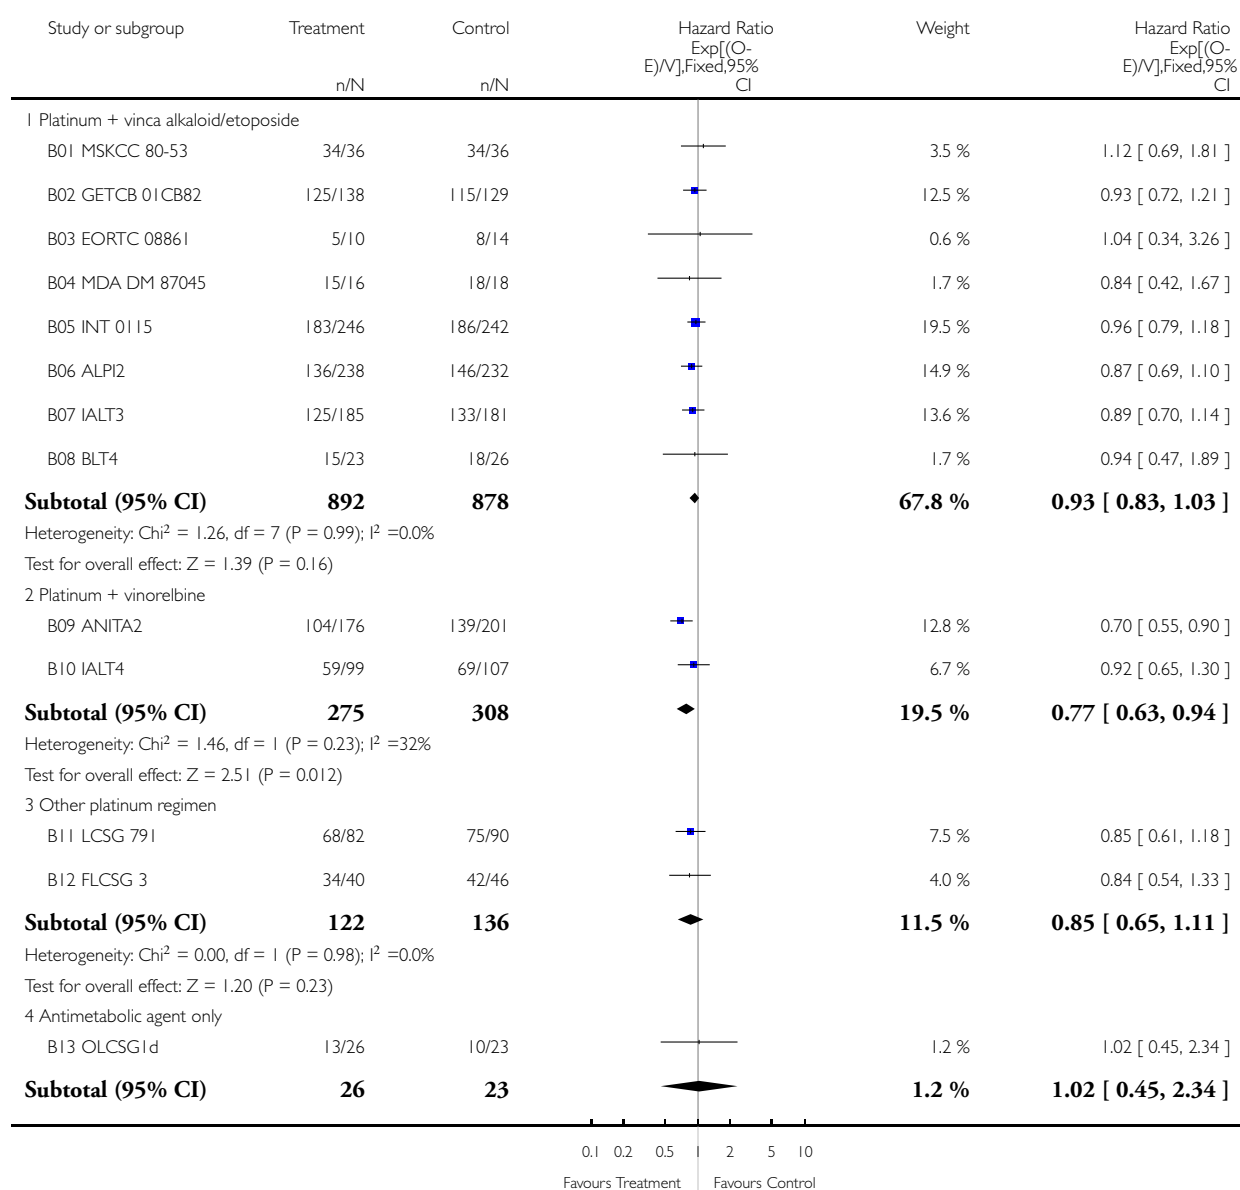 Study or subgroup Treatment Control Hazard Ratio Weight Hazard Ratio
Exp[(O- Exp[(O-
E)/V],Fixed,95% E)/V],Fixed,95%
n/N n/N CI CI
1 Platinum + vinca alkaloid/etoposide
B01 MSKCC 80-53 34/36 34/36 3.5 % 1.12 [ 0.69, 1.81 ]
B02 GETCB 01CB82 125/138 115/129 12.5 % 0.93 [ 0.72, 1.21 ]
B03 EORTC 08861 5/10 8/14 0.6 % 1.04 [ 0.34, 3.26 ]
B04 MDA DM 87045 15/16 18/18 1.7 % 0.84 [ 0.42, 1.67 ]
B05 INT 0115 183/246 186/242 19.5 % 0.96 [ 0.79, 1.18 ]
B06 ALPI2 136/238 146/232 14.9 % 0.87 [ 0.69, 1.10 ]
B07 IALT3 125/185 133/181 13.6 % 0.89 [ 0.70, 1.14 ]
B08 BLT4 15/23 18/26 1.7 % 0.94 [ 0.47, 1.89 ]
Subtotal (95% CI) 892 878 67.8 % 0.93 [ 0.83, 1.03 ]
Heterogeneity: Chi² = 1.26, df = 7 (P = 0.99); I² =0.0%
Test for overall effect: Z = 1.39 (P = 0.16)
2 Platinum + vinorelbine
B09 ANITA2 104/176 139/201 12.8 % 0.70 [ 0.55, 0.90 ]
B10 IALT4 59/99 69/107 6.7 % 0.92 [ 0.65, 1.30 ]
Subtotal (95% CI) 275 308 19.5 % 0.77 [ 0.63, 0.94 ]
Heterogeneity: Chi² = 1.46, df = 1 (P = 0.23); I² =32%
Test for overall effect: Z = 2.51 (P = 0.012)
3 Other platinum regimen
B11 LCSG 791 68/82 75/90 7.5 % 0.85 [ 0.61, 1.18 ]
B12 FLCSG 3 34/40 42/46 4.0 % 0.84 [ 0.54, 1.33 ]
Subtotal (95% CI) 122 136 11.5 % 0.85 [ 0.65, 1.11 ]
Heterogeneity: Chi² = 0.00, df = 1 (P = 0.98); I² =0.0%
Test for overall effect: Z = 1.20 (P = 0.23)
4 Antimetabolic agent only
B13 OLCSG1d 13/26 10/23 1.2 % 1.02 [ 0.45, 2.34 ]
Subtotal (95% CI) 26 23 1.2 % 1.02 [ 0.45, 2.34 ]
0.1 0.2 0.5 1 2 5 10
Favours Treatment Favours Control